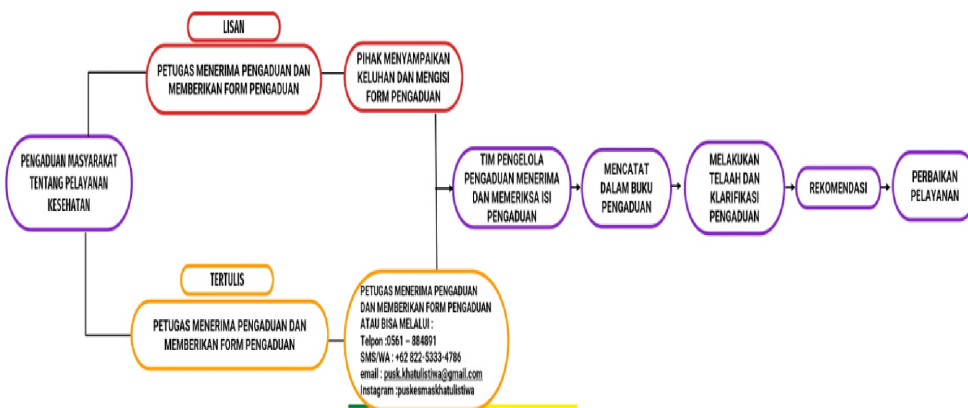 LISAN
PETUGAS MENERIMA PENGADUAN DAN
MEMBERIKAN FORM PENGADUAN
PIHAK MENYAMPAIKAN
KELUHAN DAN MENGISI
FORM PENGADUAN
PENGADUAN MASYARAKAT
TENTANG PELAYANAN
KESEHATAN
TIM PENGELOLA
PENGADUAN MENERIMA
DAN MEMERIKSA ISI
PENGADUAN
MENCATAT
DALAM BUKU
PENGADUAN
MELAKUKAN
TELAAH DAN
KLARIFIKASI
PENGADUAN
REKOMENDASI
PERBAIKAN
PELAYANAN
TERTULIS
PETUGAS MENERIMA PENGADUAN DAN
MEMBERIKAN FORM PENGADUAN
PETUGAS MENERIMA PENGADUAN
DAN MEMBERIKAN FORM PENGADUAN
ATAU BISA MELALUI :
Telpon :0561 – 884891
SMS/WA : +62 822-5333-4786
email : pusk.khatulistiwa@gmail.com
Instagram :puskesmaskhatulistiwa